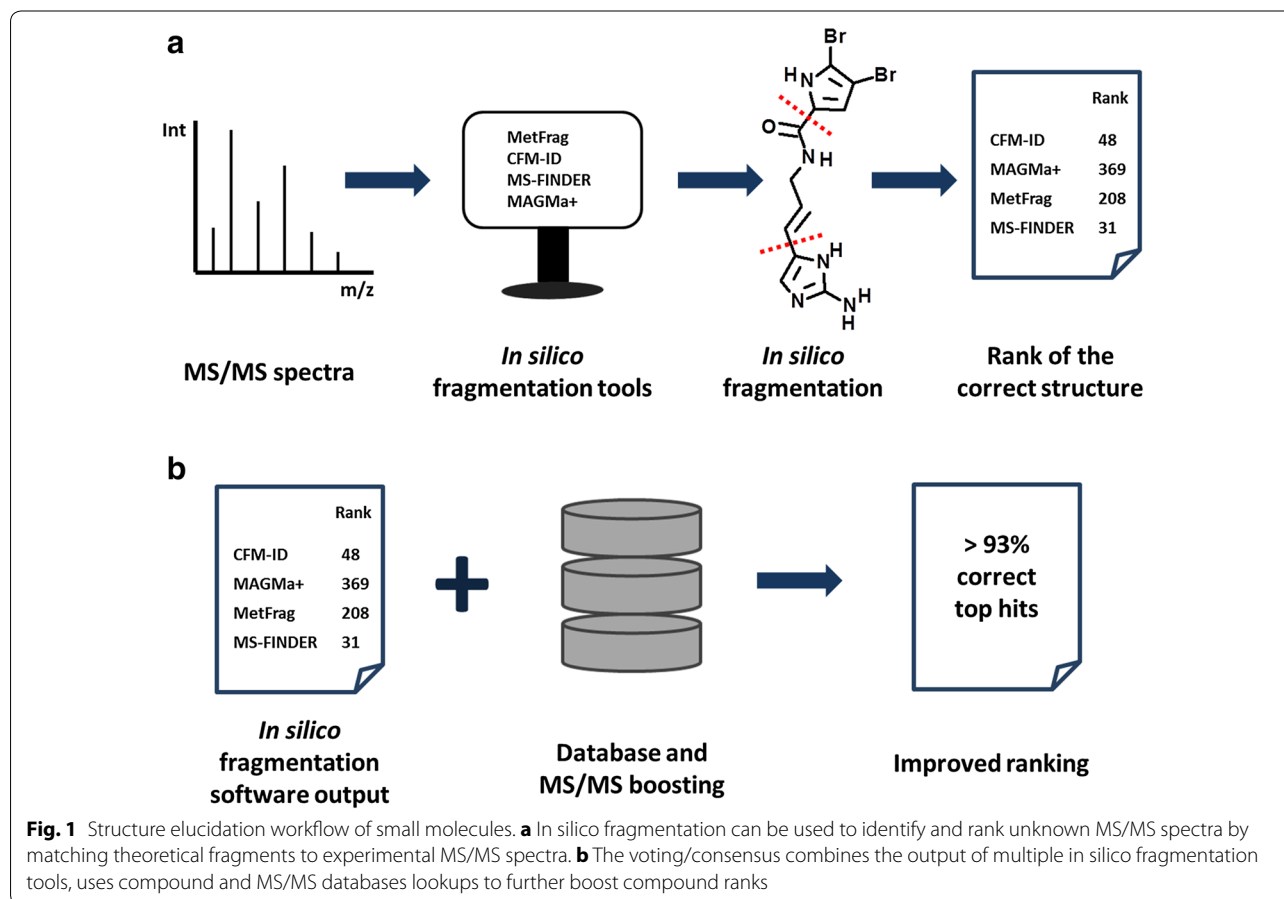 a
Int
m/z
MS/MS spectra
MetFrag
CFM-ID
MS-FINDER
MAGMa+
In silico
fragmentation tools
Br
H
N
Br
O
N
H
H
N
N
N
H
H
In silico
fragmentation
Rank
CFM-ID 48
MAGMa+ 369
MetFrag 208
MS-FINDER 31
Rank of the
correct structure
b
Rank
CFM-ID 48
MAGMa+ 369
MetFrag 208
MS-FINDER 31
In silico
fragmentation
software output
+
Database and
MS/MS boosting
> 93%
correct
top hits
Improved ranking
Fig. 1 Structure elucidation workflow of small molecules. a In silico fragmentation can be used to identify and rank unknown MS/MS spectra by
matching theoretical fragments to experimental MS/MS spectra. b The voting/consensus combines the output of multiple in silico fragmentation
tools, uses compound and MS/MS databases lookups to further boost compound ranks